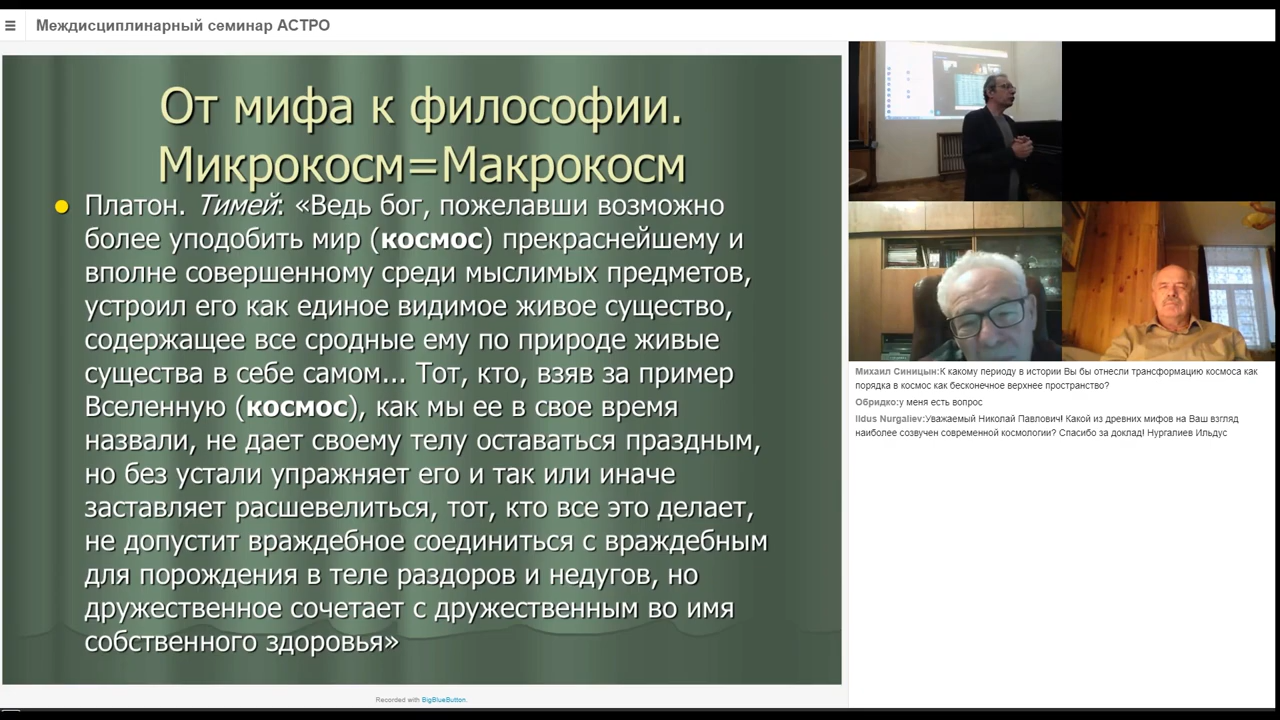 Междисциплинарный семинар АСТРО
От мифа к философии.
Микрокосм=Макрокосм
Платон. Тимей: «Ведь бог, пожелавши возможно
более уподобить мир (космос) прекраснейшему и
вполне совершенному среди мыслимых предметов,
устроил его как единое видимое живое существо,
содержащее все сродные ему по природе живые
существа в себе самом... Тот, кто, взяв за пример
Вселенную (космос), как мы ее в свое время
назвали, не дает своему телу оставаться праздным,
но без устали упражняет его и так или иначе
заставляет расшевелиться, тот, кто все это делает,
не допустит враждебное соединиться с враждебным
для порождения в теле раздоров и недугов, но
дружественное сочетает с дружественным во имя
собственного здоровья»
Recorded with BigBlueButton.
Михаил Синицын:К какому периоду в истории Вы бы отнесли трансформацию космоса как
порядка в космос как бесконечное верхнее пространство?
Обридко:у меня есть вопрос
Ildus Nurgaliev:Уважаемый Николай Павлович! Какой из древних мифов на Ваш взгляд
наиболее созвучен современной космологии? Спасибо за доклад! Нургалиев Ильдус